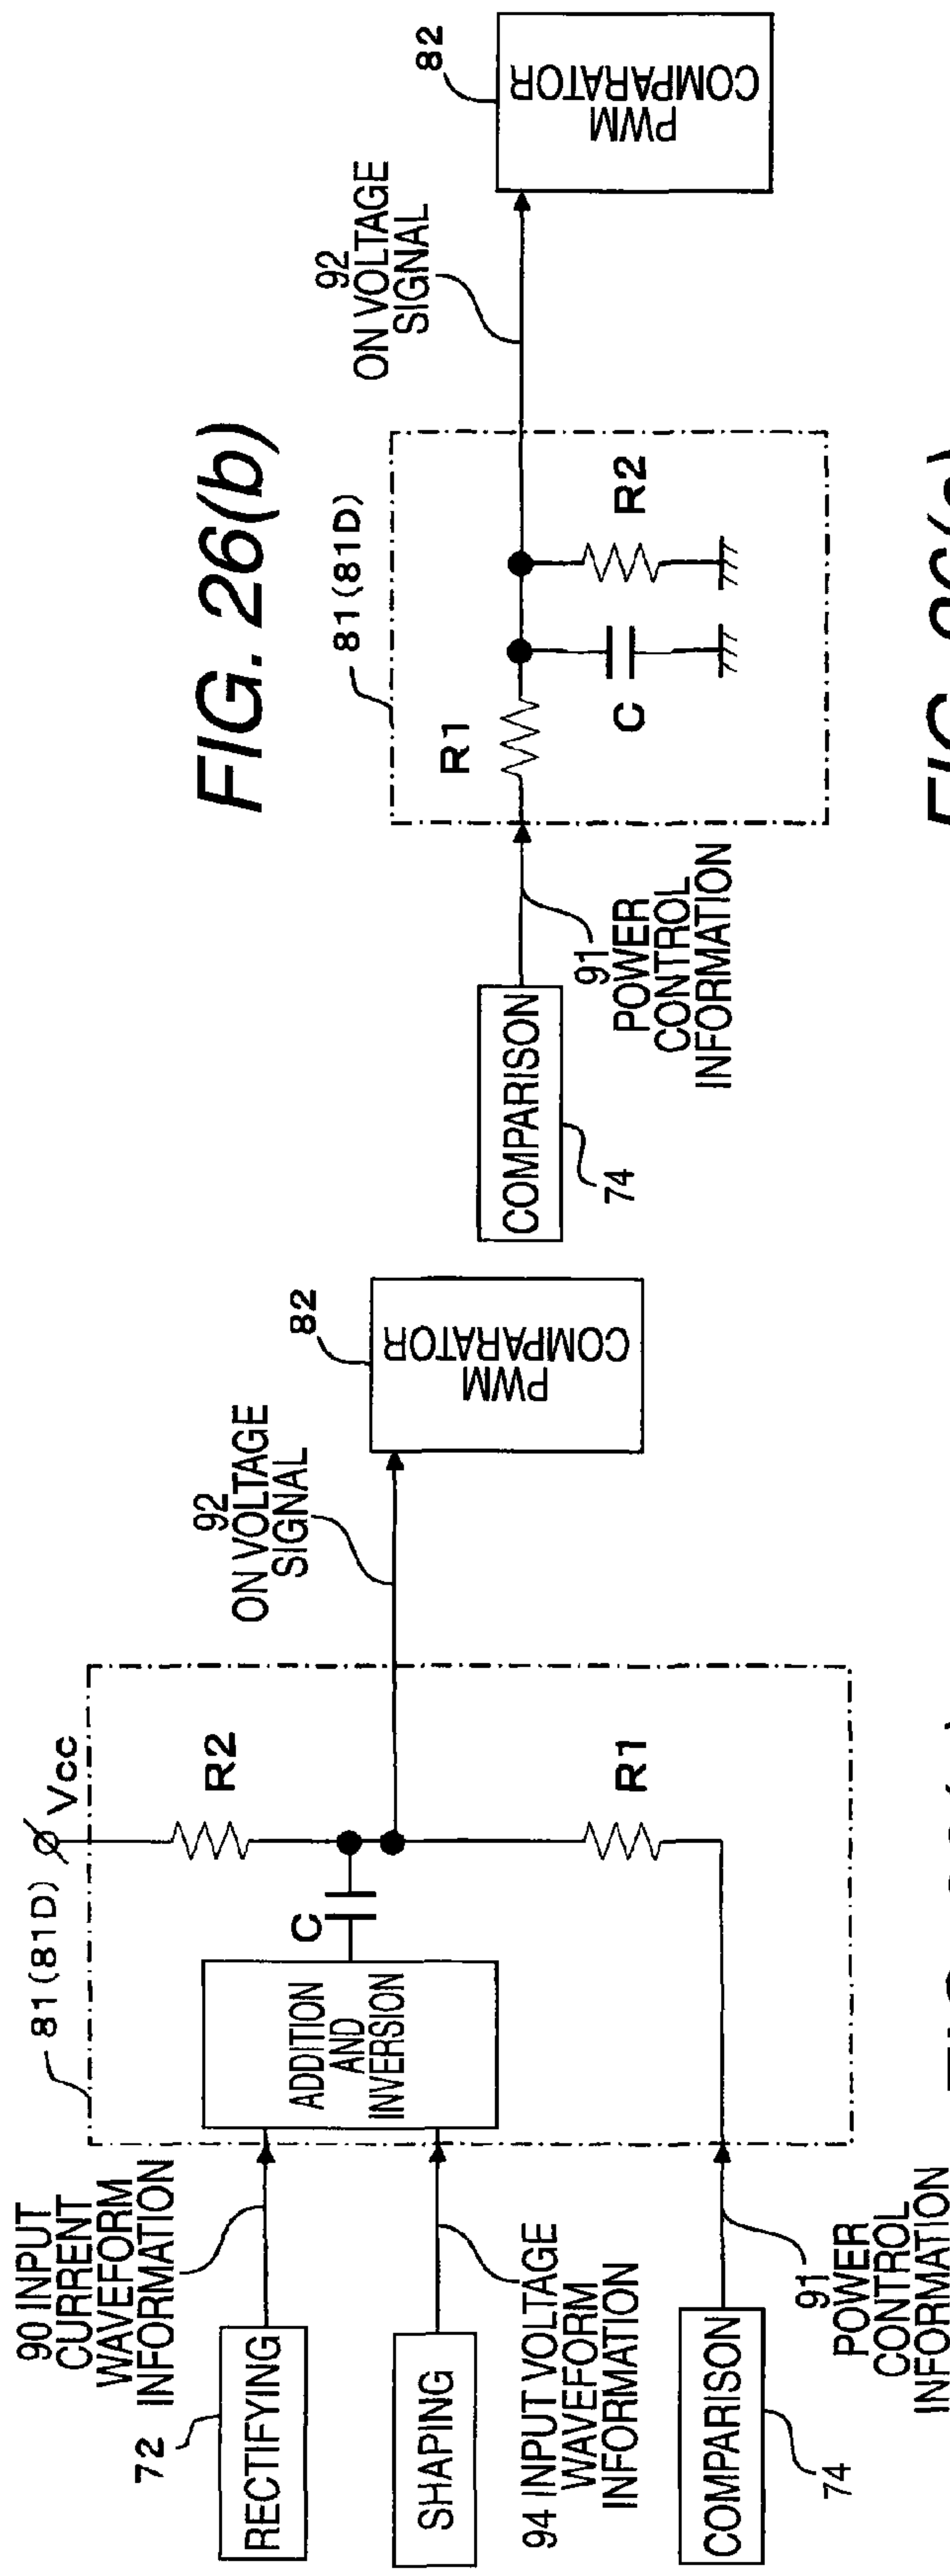 90 INPUT
CURRENT
WAVEFORM
INFORMATION
72
RECTIFYING
SHAPING
94 INPUT VOLTAGE
WAVEFORM
INFORMATION
COMPARISON
74
91
POWER
CONTROL
INFORMATION
81(81D)
Vcc
ADDITION
AND
INVERSION
C
R2
R1
92
ON VOLTAGE
SIGNAL
82
PWM
COMPARATOR
FIG. 26(b)
COMPARISON
74
91
POWER
CONTROL
INFORMATION
81(81D)
R1
C
R2
92
ON VOLTAGE
SIGNAL
82
PWM
COMPARATOR